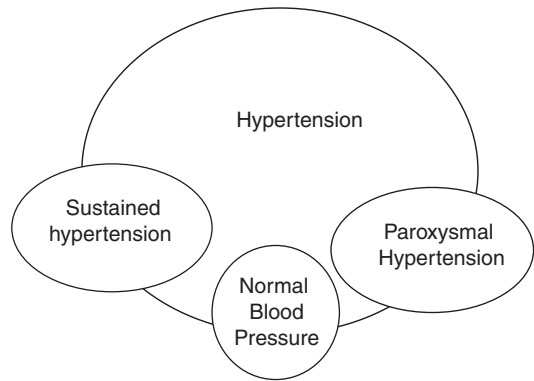 Hypertension
Sustained
hypertension
Paroxysmal
Hypertension
Normal
Blood
Pressure